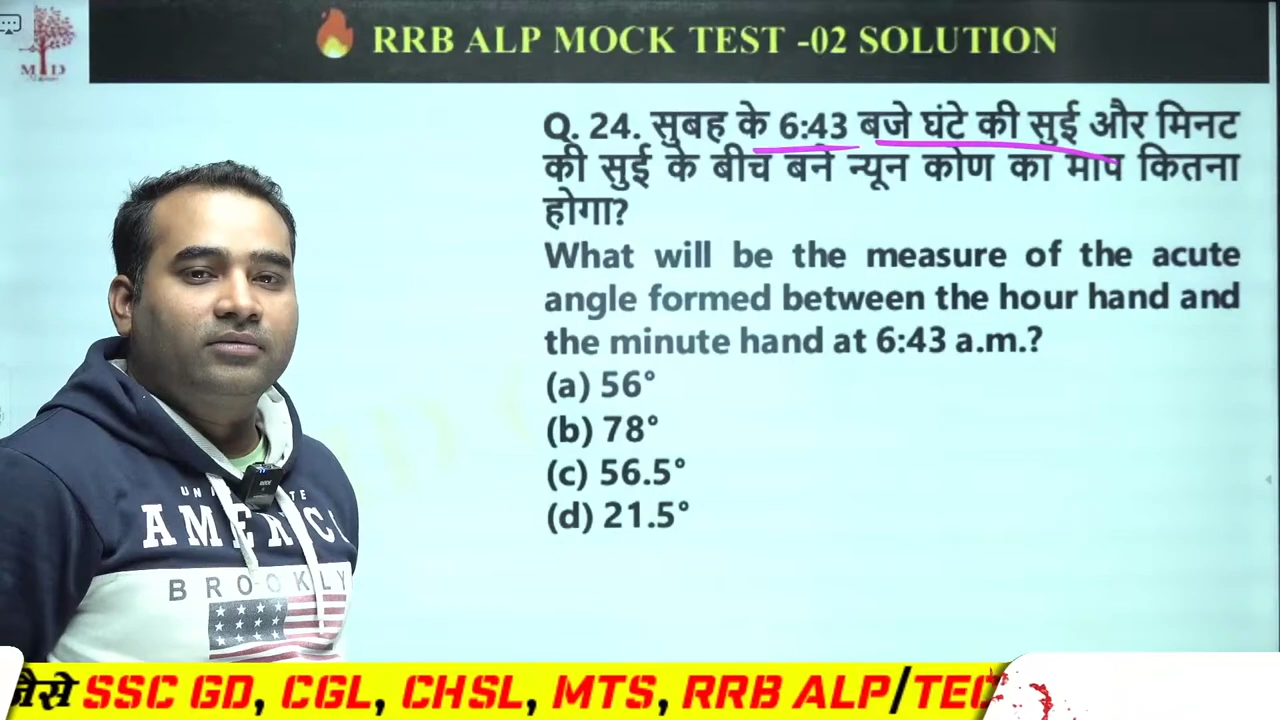 M D
RRB ALP MOCK TEST -02 SOLUTION
Q. 24. सुबह के 6:43 बजे घंटे की सुई और मिनट
की सुई के बीच बने न्यून कोण का माप कितना
होगा?
What will be the measure of the acute
angle formed between the hour hand and
the minute hand at 6:43 a.m.?
(a) 56°
(b) 78°
(c) 56.5°
(d) 21.5°
BROOKLY
जैसे SSC GD, CGL, CHSL, MTS, RRB ALP/TEC